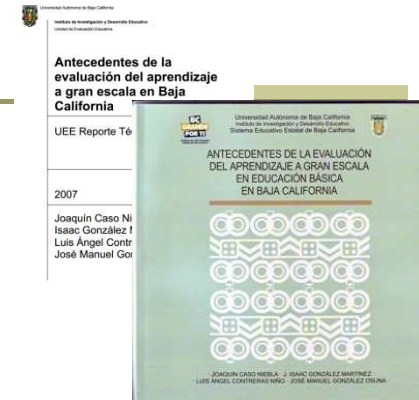 Universidad Autónoma de Baja California
Instituto de Investigación y Desarrollo Educativo
Unidad de Evaluación Educativa
Antecedentes de la
evaluación del aprendizaje
a gran escala en Baja
California
UEE Reporte Té
2007
Joaquín Caso Ni
Isaac González
Luis Ángel Contr
José Manuel Go
BC
GRANDE
POR TI
Universidad Autónoma de Baja California
Instituto de Investigación y Desarrollo Educativo
Sistema Educativo Estatal de Baja California
ANTECEDENTES DE LA EVALUACIÓN
DEL APRENDIZAJE A GRAN ESCALA
EN EDUCACIÓN BÁSICA
EN BAJA CALIFORNIA
JOAQUÍN CASO NIEBLA · J. ISAAC GONZÁLEZ MARTÍNEZ
LUIS ÁNGEL CONTRERAS NIÑO · JOSÉ MANUEL GONZÁLEZ OSUNA